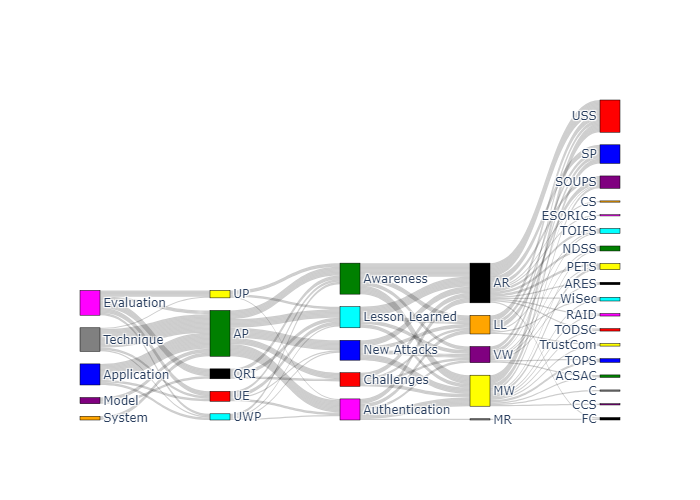 Evaluation
Technique
Application
Model
System
UP
AP
QRI
UE
UWP
Awareness
Lesson Learned
New Attacks
Challenges
Authentication
AR
LL
VW
MW
MR
USS
SP
SOUPS
CS
ESORICS
TOIFS
NDSS
PETS
ARES
WiSec
RAID
TODSC
TrustCom
TOPS
ACSAC
C
CCS
FC